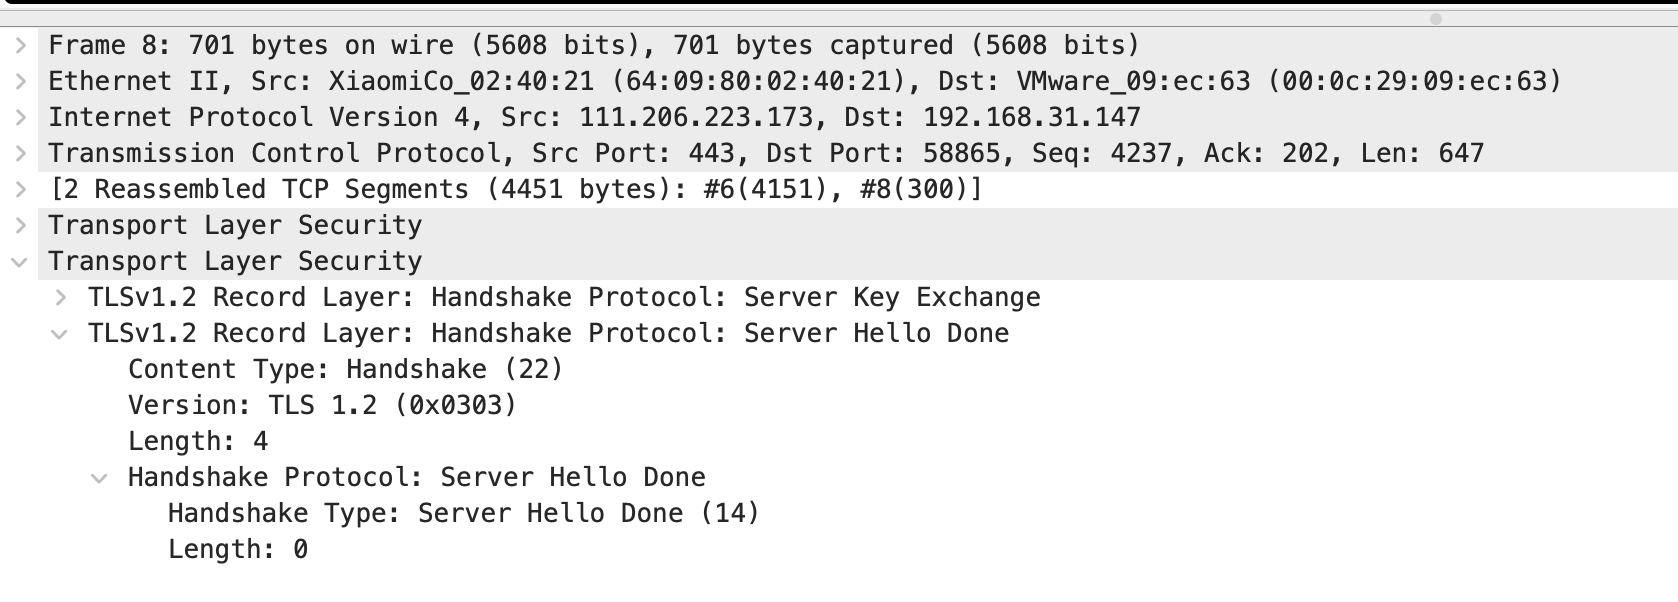 Frame 8: 701 bytes on wire (5608 bits), 701 bytes captured (5608 bits)
Ethernet II, Src: XiaomiCo_02:40:21 (64:09:80:02:40:21), Dst: VMware_09:ec:63 (00:0c:29:09:ec:63)
Internet Protocol Version 4, Src: 111.206.223.173, Dst: 192.168.31.147
Transmission Control Protocol, Src Port: 443, Dst Port: 58865, Seq: 4237, Ack: 202, Len: 647
[2 Reassembled TCP Segments (4451 bytes): #6(4151), #8(300)]
Transport Layer Security
Transport Layer Security
TLSv1.2 Record Layer: Handshake Protocol: Server Key Exchange
TLSv1.2 Record Layer: Handshake Protocol: Server Hello Done
Content Type: Handshake (22)
Version: TLS 1.2 (0x0303)
Length: 4
Handshake Protocol: Server Hello Done
Handshake Type: Server Hello Done (14)
Length: 0